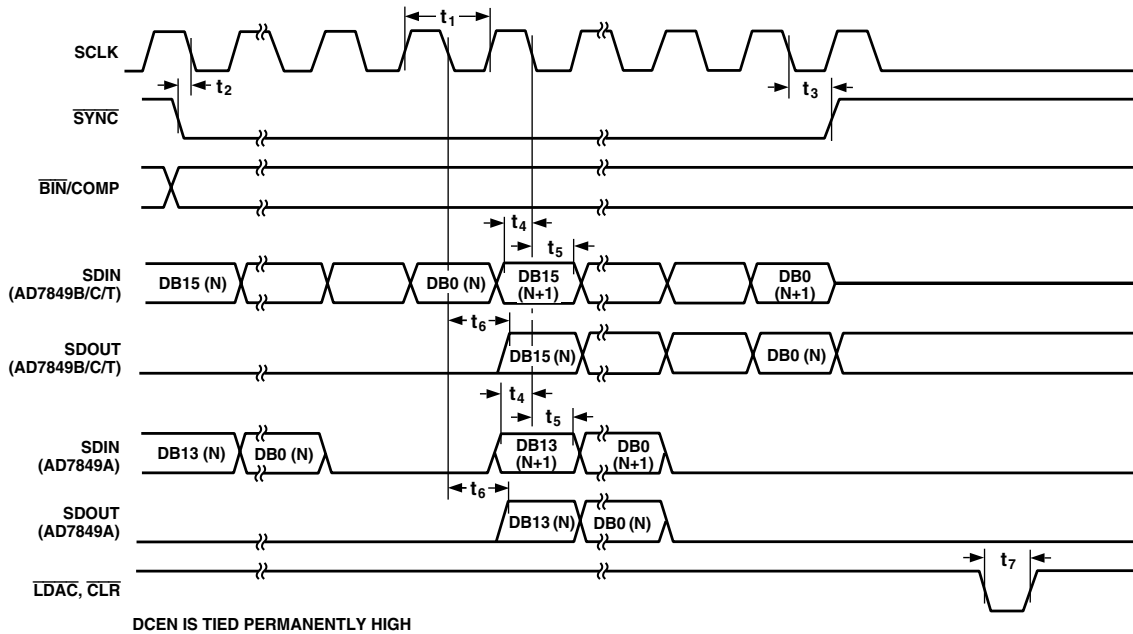 t1
SCLK
t2
t3
SYNC
BIN/COMP
t4
t5
SDIN
(AD7849B/C/T)
DB15 (N)
DB0 (N)
DB15
(N+1)
DB0
(N+1)
t6
SDOUT
(AD7849B/C/T)
DB15 (N)
DB0 (N)
t4
t5
SDIN
(AD7849A)
DB13 (N)
DB0 (N)
DB13
(N+1)
DB0
(N+1)
t6
SDOUT
(AD7849A)
DB13 (N)
DB0 (N)
t7
LDAC, CLR
DCEN IS TIED PERMANENTLY HIGH